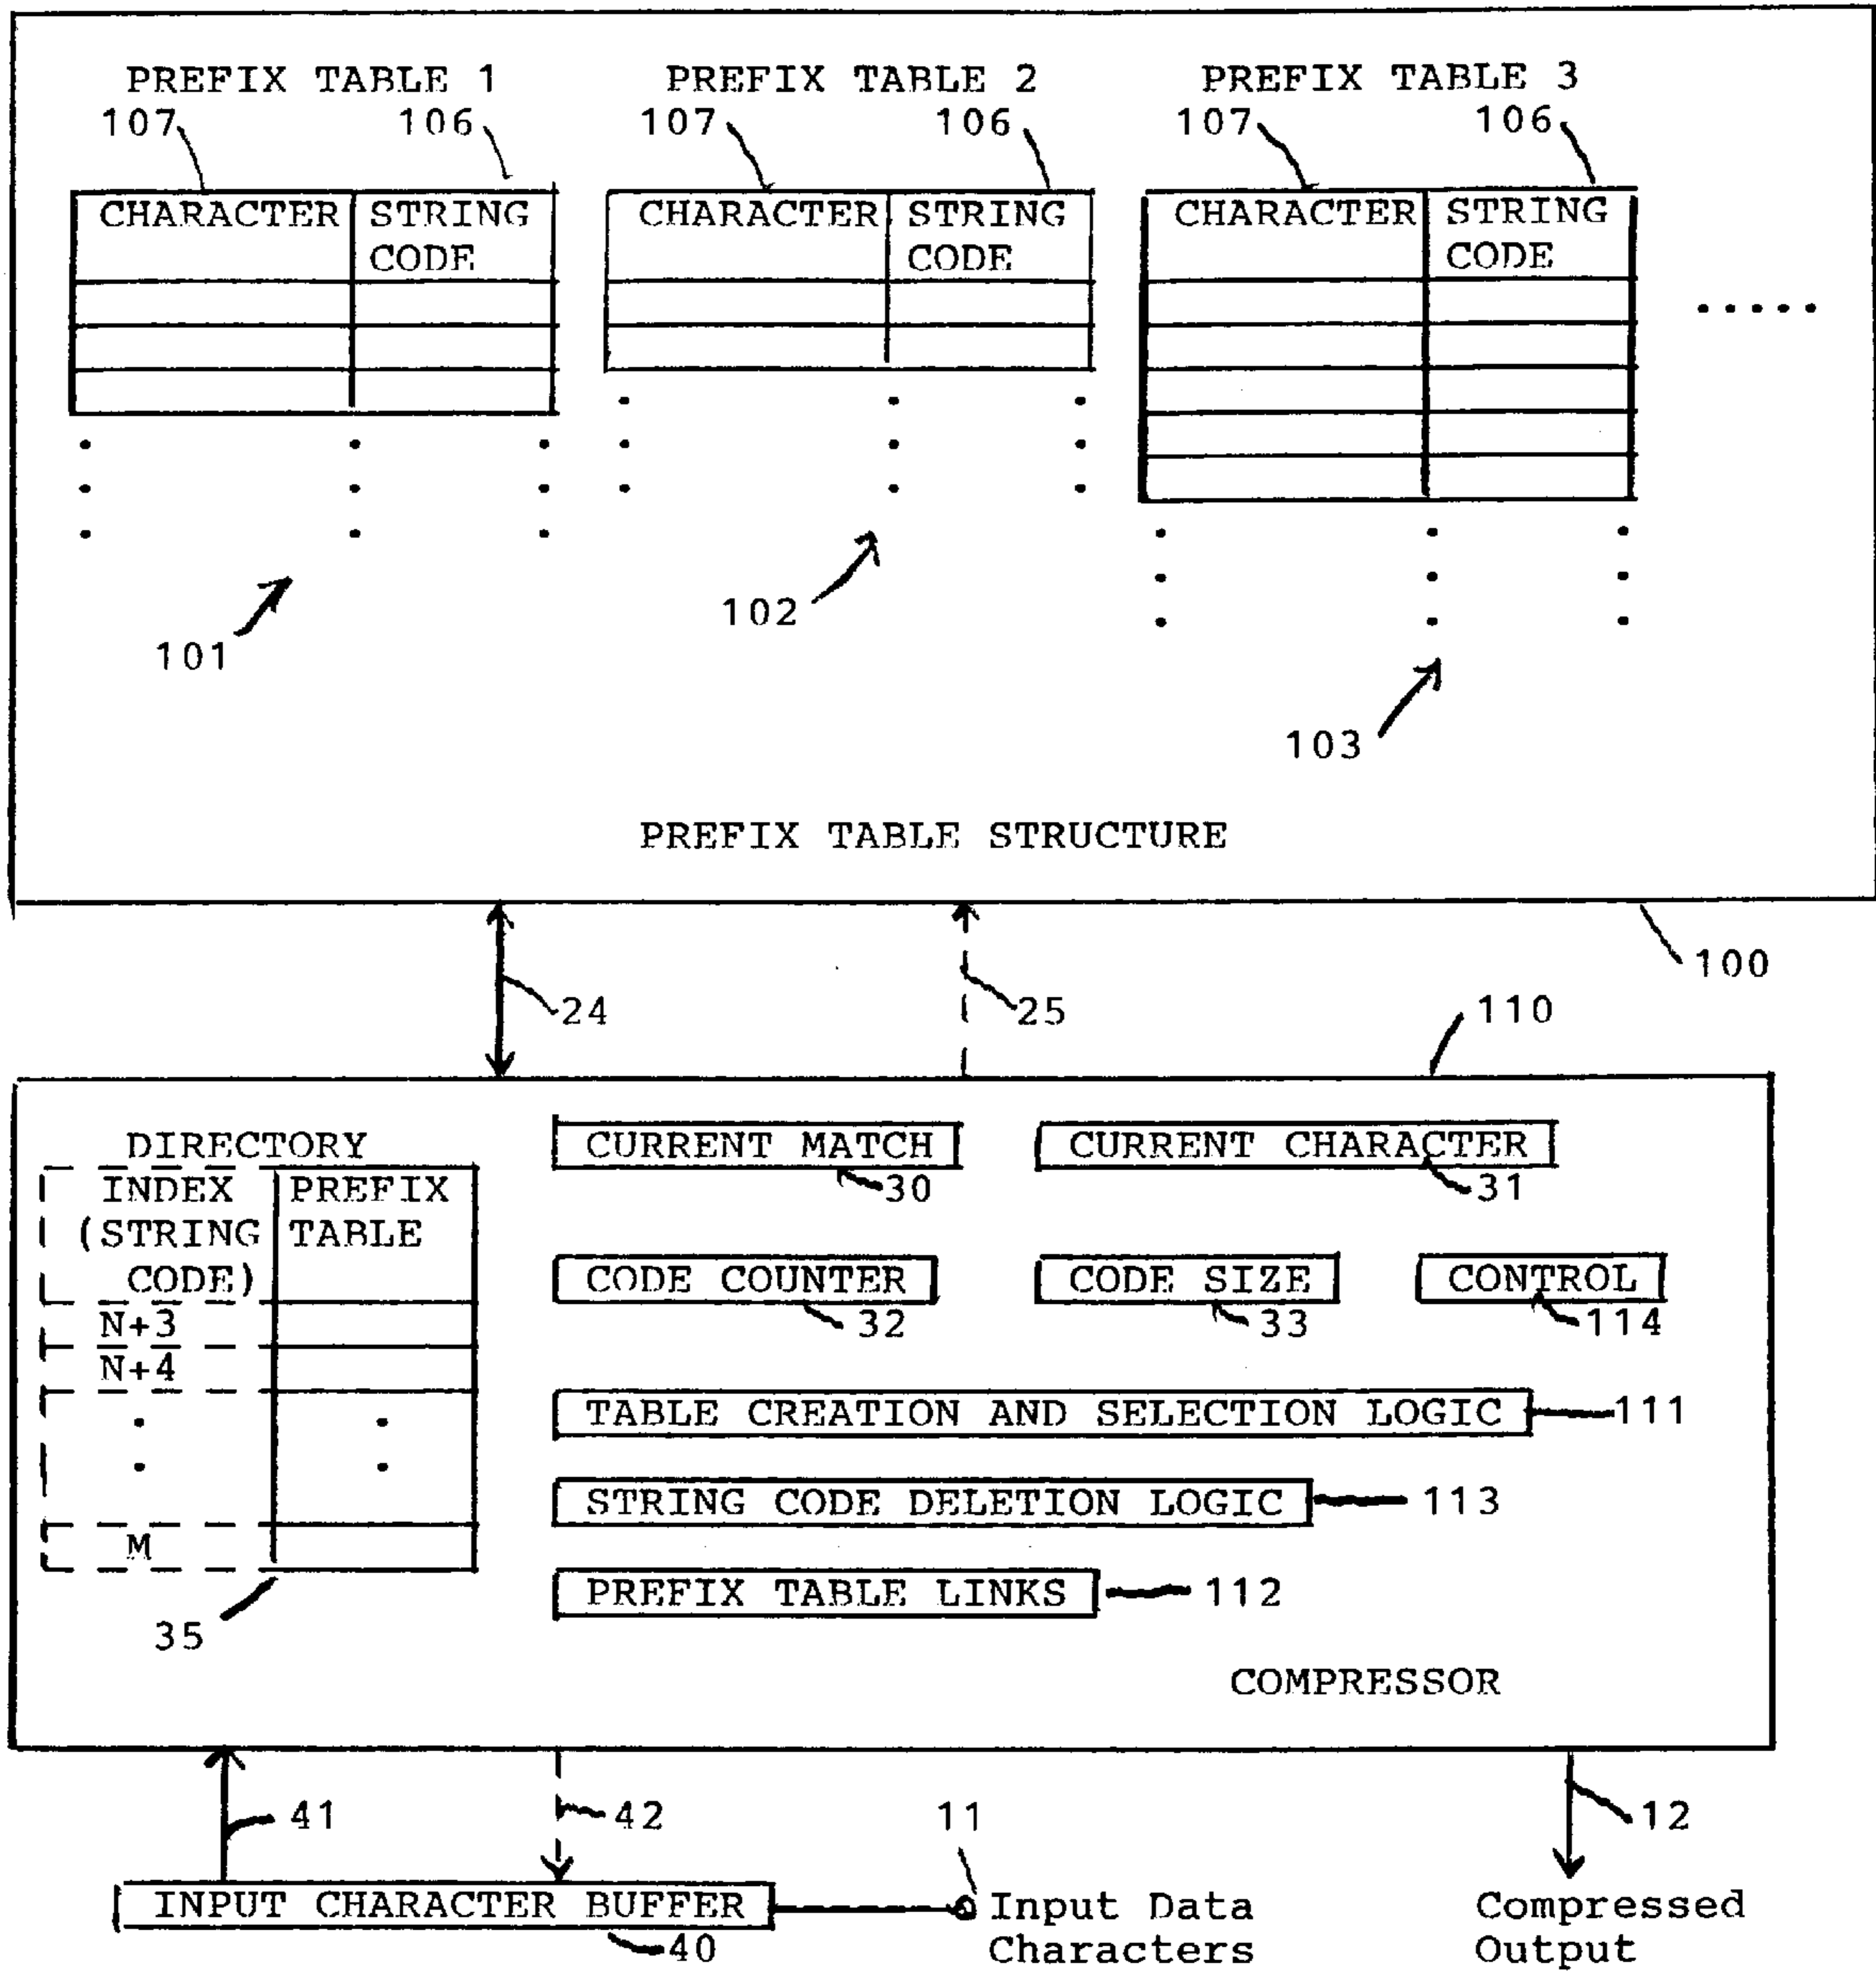 PREFIX TABLE 1 PREFIX TABLE 2 PREFIX TABLE 3
107 106 107 106 107 106
CHARACTER STRING CODE CHARACTER STRING CODE CHARACTER STRING CODE
101 102 103
PREFIX TABLE STRUCTURE
100
24 25 110
DIRECTORY
INDEX (STRING CODE) PREFIX TABLE
N+3
N+4
M
35
CURRENT MATCH
30
CURRENT CHARACTER
31
CODE COUNTER
32
CODE SIZE
33
CONTROL
114
TABLE CREATION AND SELECTION LOGIC 111
STRING CODE DELETION LOGIC 113
PREFIX TABLE LINKS 112
COMPRESSOR
41 42 11 12
INPUT CHARACTER BUFFER
40
Input Data
Characters
Compressed
Output